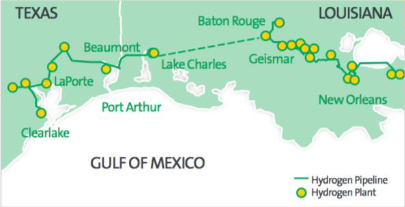 TEXAS
LOUISIANA
Baton Rouge
Beaumont
Lake Charles
Geismar
LaPorte
Port Arthur
New Orleans
Clearlake
GULF OF MEXICO
Hydrogen Pipeline
Hydrogen Plant